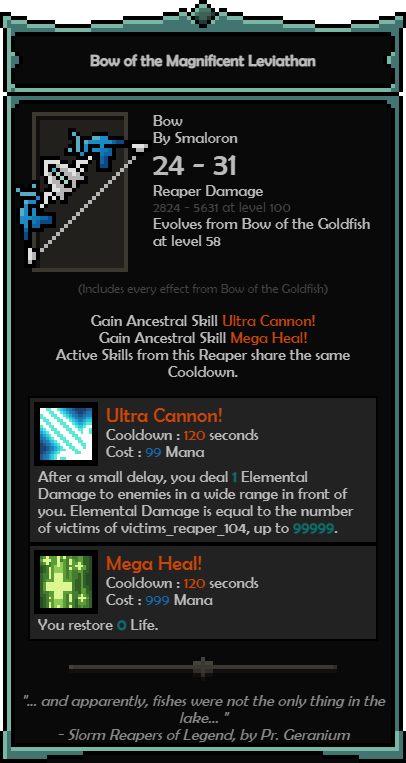 Bow of the Magnificent Leviathan
Bow
By Smaloron
24 - 31
Reaper Damage
2824 - 5631 at level 100
Evolves from Bow of the Goldfish
at level 58
(Includes every effect from Bow of the Goldfish)
Gain Ancestral Skill Ultra Cannon!
Gain Ancestral Skill Mega Heal!
Active Skills from this Reaper share the same
Cooldown.
Ultra Cannon!
Cooldown : 120 seconds
Cost : 99 Mana
After a small delay, you deal 1 Elemental
Damage to enemies in a wide range in front of
you. Elemental Damage is equal to the number
of victims of victims_reaper_104, up to 99999.
Mega Heal!
Cooldown : 120 seconds
Cost : 999 Mana
You restore 0 Life.
"... and apparently, fishes were not the only thing in the
lake... "
- Slorm Reapers of Legend, by Pr. Geranium